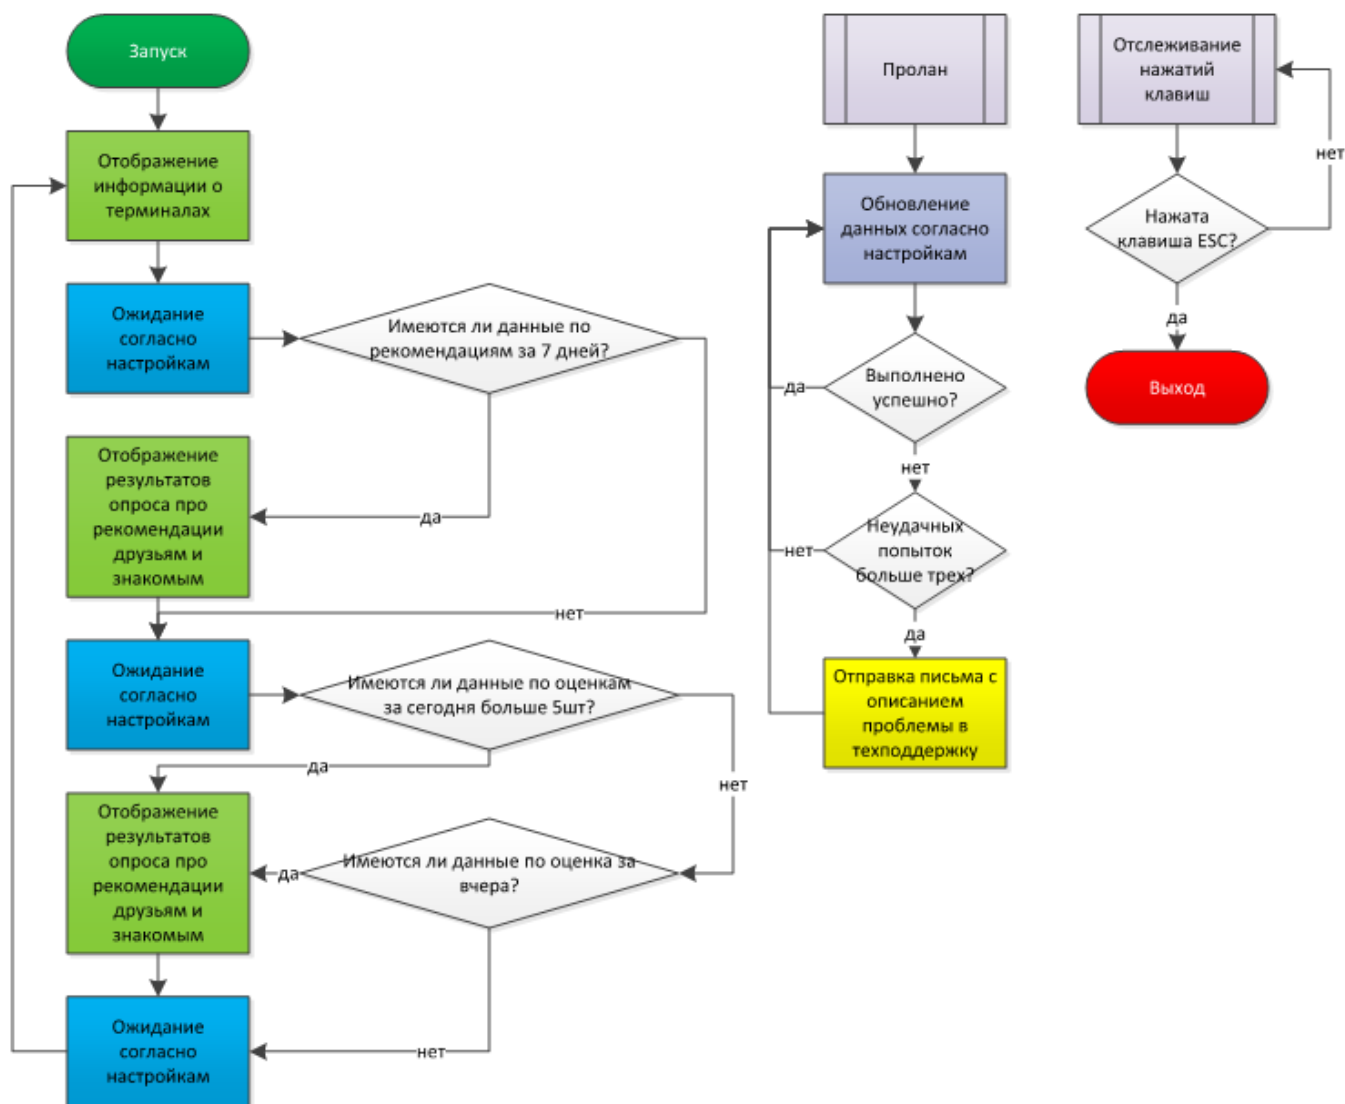 Запуск
Отображение
информации о
терминалах
Ожидание
согласно
настройкам
Имеются ли данные по
рекомендациям за 7 дней?
да
нет
Отображение
результатов
опроса про
рекомендации
друзьям и
знакомым
Ожидание
согласно
настройкам
Имеются ли данные по оценкам
за сегодня больше 5шт?
да
нет
Отображение
результатов
опроса про
рекомендации
друзьям и
знакомым
Имеются ли данные по оценка за
вчера?
да
нет
Ожидание
согласно
настройкам
Пролан
Обновление
данных согласно
настройкам
Выполнено
успешно?
да
нет
Неудачных
попыток
больше трех?
нет
да
Отправка письма с
описанием
проблемы в
техподдержку
Отслеживание
нажатий
клавиш
нет
Нажата
клавиша ESC?
да
Выход